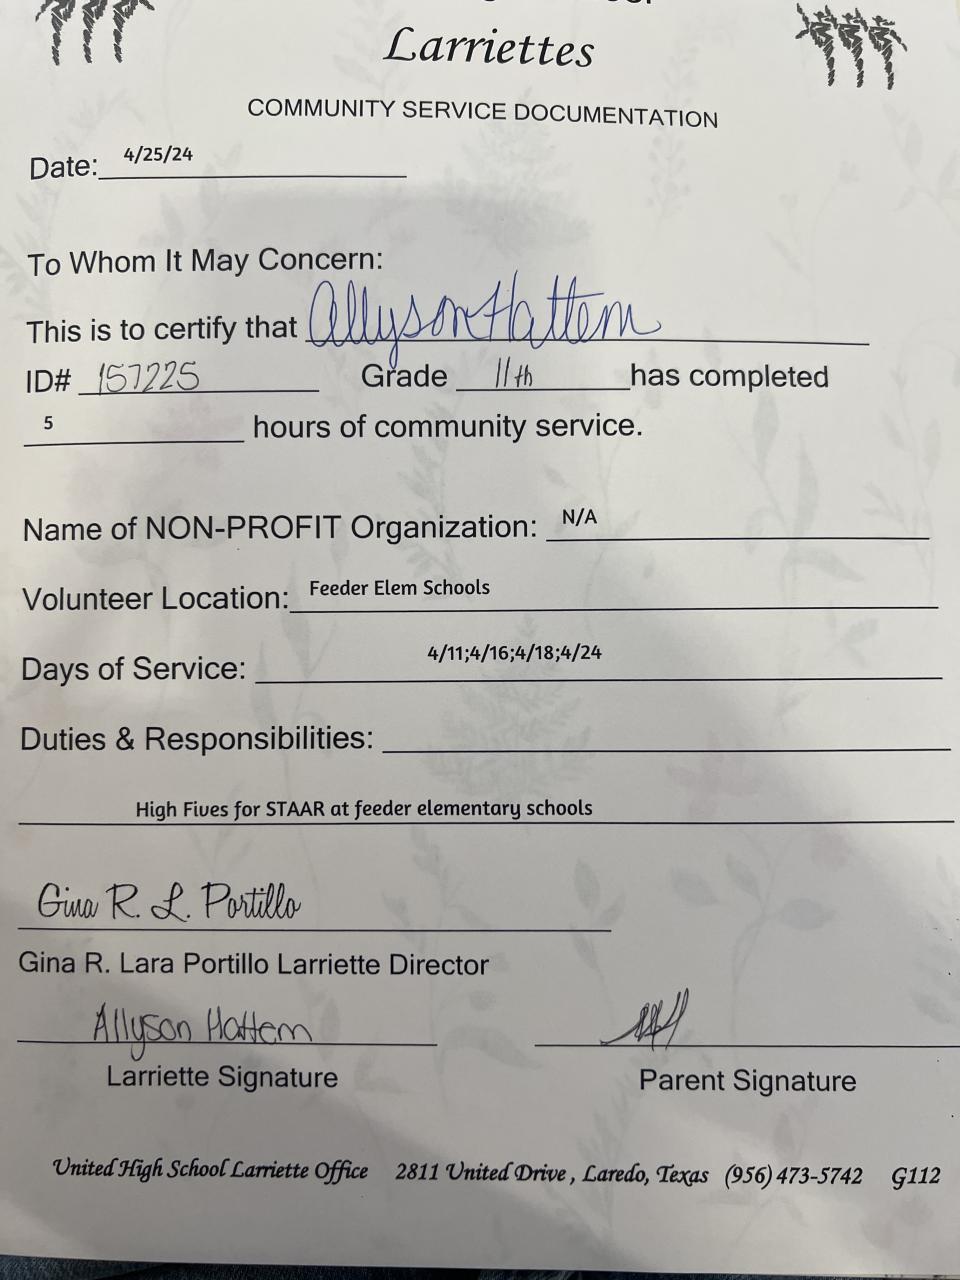 Larriettes
COMMUNITY SERVICE DOCUMENTATION
Date: 4/25/24
To Whom It May Concern:
This is to certify that Allyson Hattem
ID# 157225 Grade 11th has completed
5 hours of community service.
Name of NON-PROFIT Organization: N/A
Volunteer Location: Feeder Elem Schools
Days of Service: 4/11;4/16;4/18;4/24
Duties & Responsibilities:
High Fives for STAAR at feeder elementary schools
Gina R. L. Portillo
Gina R. Lara Portillo Larriette Director
Allyson Hattem
Larriette Signature Parent Signature
United High School Larriette Office 2811 United Drive, Laredo, Texas (956) 473-5742 G112